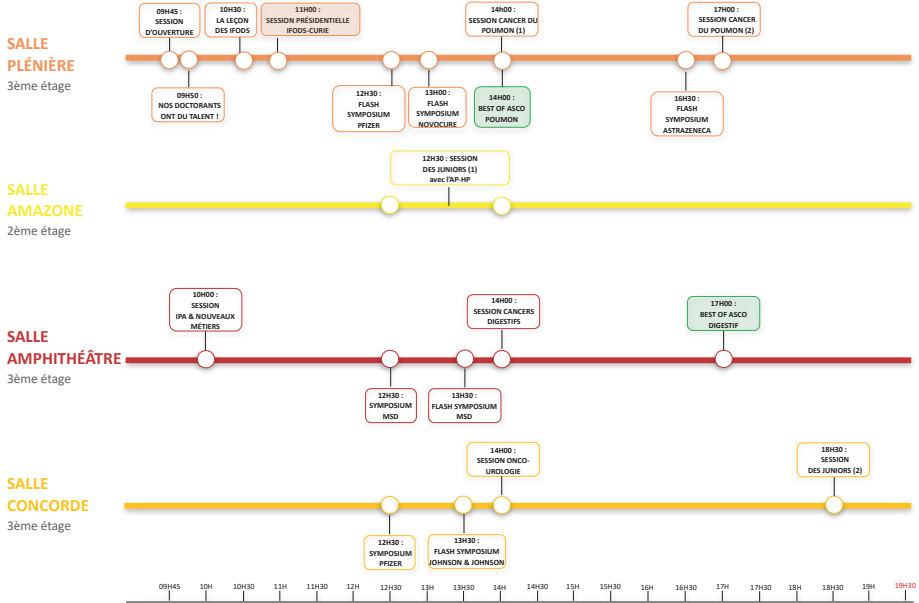 SALLE
PLÉNIÈRE
3ème étage
09H45 :
SESSION
D'OUVERTURE
10H30 :
LA LEÇON
DES IFODS
11H00 :
SESSION PRÉSIDENTIELLE
IFODS-CURIE
14h00 :
SESSION CANCER DU
POUMON (1)
17H00 :
SESSION CANCER
DU POUMON (2)
09H50 :
NOS DOCTORANTS
ONT DU TALENT !
12H30 :
FLASH
SYMPOSIUM
PFIZER
13H00 :
FLASH
SYMPOSIUM
NOVOCURE
14H00 :
BEST OF ASCO
POUMON
16H30 :
FLASH
SYMPOSIUM
ASTRAZENECA
SALLE
AMAZONE
2ème étage
12H30 : SESSION
DES JUNIORS (1)
avec l'AP-HP
SALLE
AMPHITHÉÂTRE
3ème étage
10H00 :
SESSION
IPA & NOUVEAUX
MÉTIERS
14H00 :
SESSION CANCERS
DIGESTIFS
17H00 :
BEST OF ASCO
DIGESTIF
12H30 :
SYMPOSIUM
MSD
13H30 :
FLASH SYMPOSIUM
MSD
SALLE
CONCORDE
3ème étage
14H00 :
SESSION ONCO-
UROLOGIE
18H30 :
SESSION
DES JUNIORS (2)
12H30 :
SYMPOSIUM
PFIZER
13H30 :
FLASH SYMPOSIUM
JOHNSON & JOHNSON
09H45 10H 10H30 11H 11H30 12H 12H30 13H 13H30 14H 14H30 15H 15H30 16H 16H30 17H 17H30 18H 18H30 19H 19H30